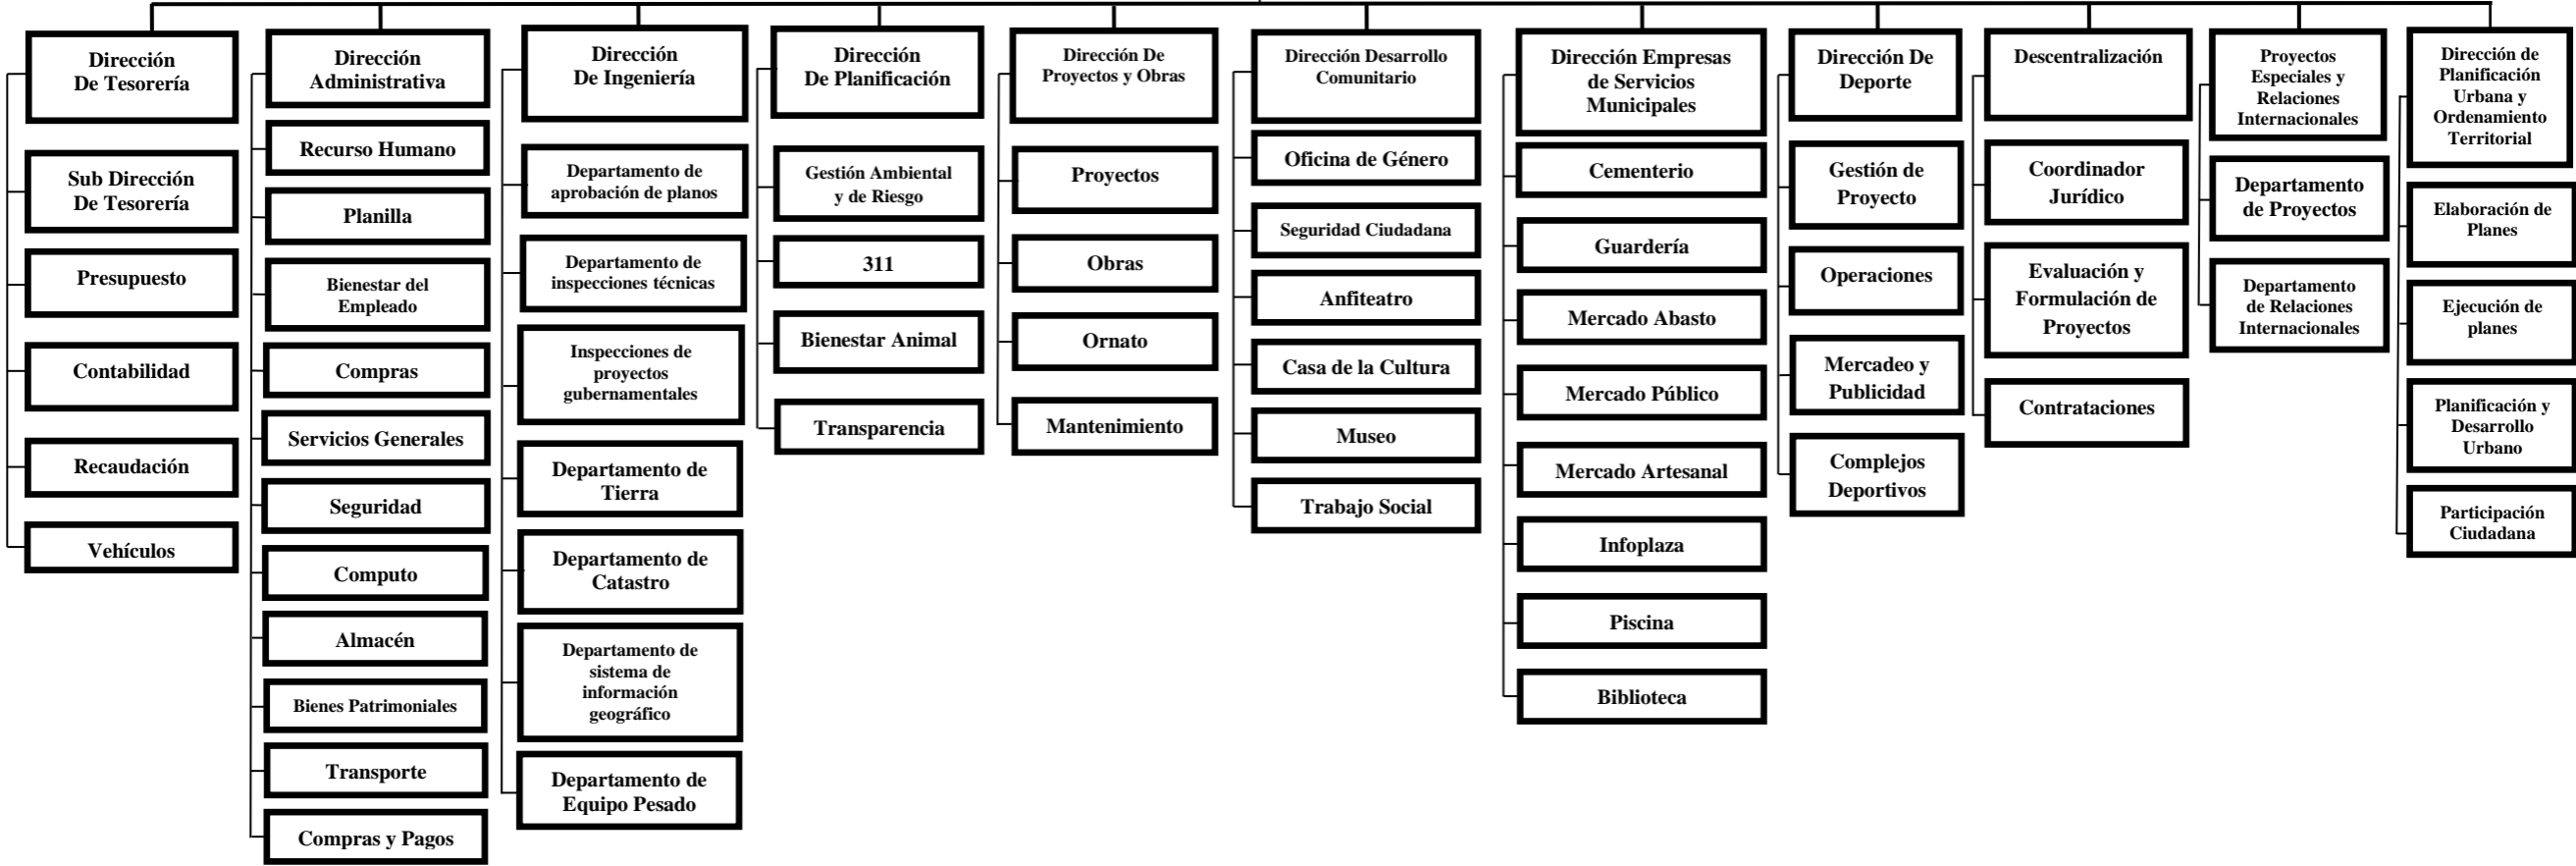 Dirección
De Tesorería
Sub Dirección
De Tesorería
Presupuesto
Contabilidad
Recaudación
Vehículos
Dirección
Administrativa
Recurso Humano
Planilla
Bienestar del
Empleado
Compras
Servicios Generales
Seguridad
Computo
Almacén
Bienes Patrimoniales
Transporte
Compras y Pagos
Dirección
De Ingeniería
Departamento de
aprobación de planos
Departamento de
inspecciones técnicas
Inspecciones de
proyectos
gubernamentales
Departamento de
Tierra
Departamento de
Catastro
Departamento de
sistema de
información
geográfico
Departamento de
Equipo Pesado
Dirección
De Planificación
Gestión Ambiental
y de Riesgo
311
Bienestar Animal
Transparencia
Dirección De
Proyectos y Obras
Proyectos
Obras
Ornato
Mantenimiento
Dirección Desarrollo
Comunitario
Oficina de Género
Seguridad Ciudadana
Anfiteatro
Casa de la Cultura
Museo
Trabajo Social
Dirección Empresas
de Servicios
Municipales
Cementerio
Guardería
Mercado Abasto
Mercado Público
Mercado Artesanal
Infoplaza
Piscina
Biblioteca
Dirección De
Deporte
Gestión de
Proyecto
Operaciones
Mercadeo y
Publicidad
Complejos
Deportivos
Descentralización
Coordinador
Jurídico
Evaluación y
Formulación de
Proyectos
Contrataciones
Proyectos
Especiales y
Relaciones
Internacionales
Departamento
de Proyectos
Departamento
de Relaciones
Internacionales
Dirección de
Planificación
Urbana y
Ordenamiento
Territorial
Elaboración de
Planes
Ejecución de
planes
Planificación y
Desarrollo
Urbano
Participación
Ciudadana